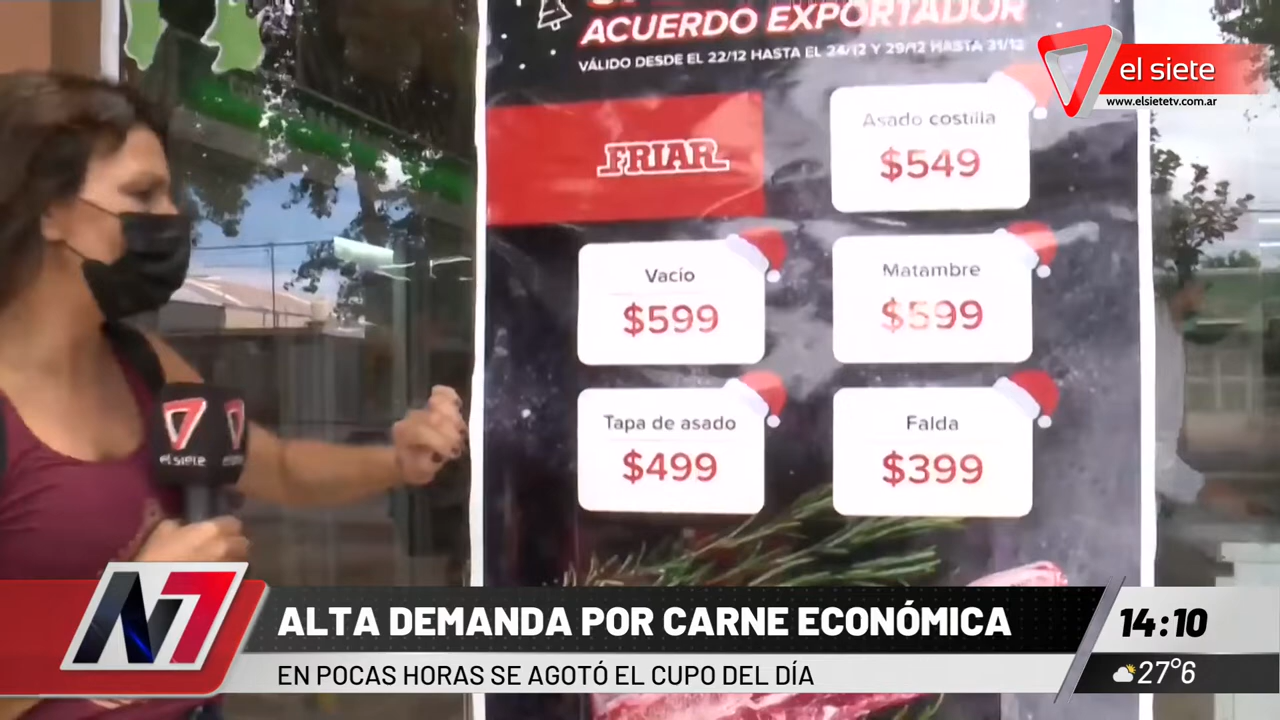 ACUERDO EXPORTADOR
VÁLIDO DESDE EL 22/12 HASTA EL 24/12 Y 29/12 HASTA 31/12
el siete
www.elsietetv.com.ar
FRIAR
Asado costilla
$549
Vacío
$599
Matambre
$599
Tapa de asado
$499
Falda
$399
el siete
N7
ALTA DEMANDA POR CARNE ECONÓMICA
EN POCAS HORAS SE AGOTÓ EL CUPO DEL DÍA
14:10
27°6